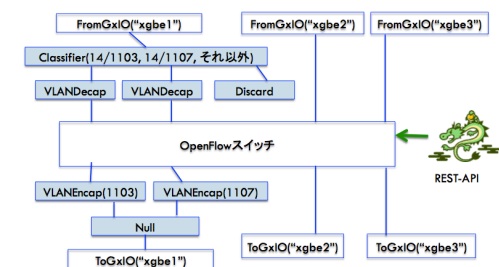 FromGxIO("xgbe1")
FromGxIO("xgbe2")
FromGxIO("xgbe3")
Classifier(14/1103, 14/1107, それ以外)
VLANDecap
VLANDecap
Discard
OpenFlowスイッチ
REST-API
VLANEncap(1103)
VLANEncap(1107)
Null
ToGxIO("xgbe1")
ToGxIO("xgbe2")
ToGxIO("xgbe3")